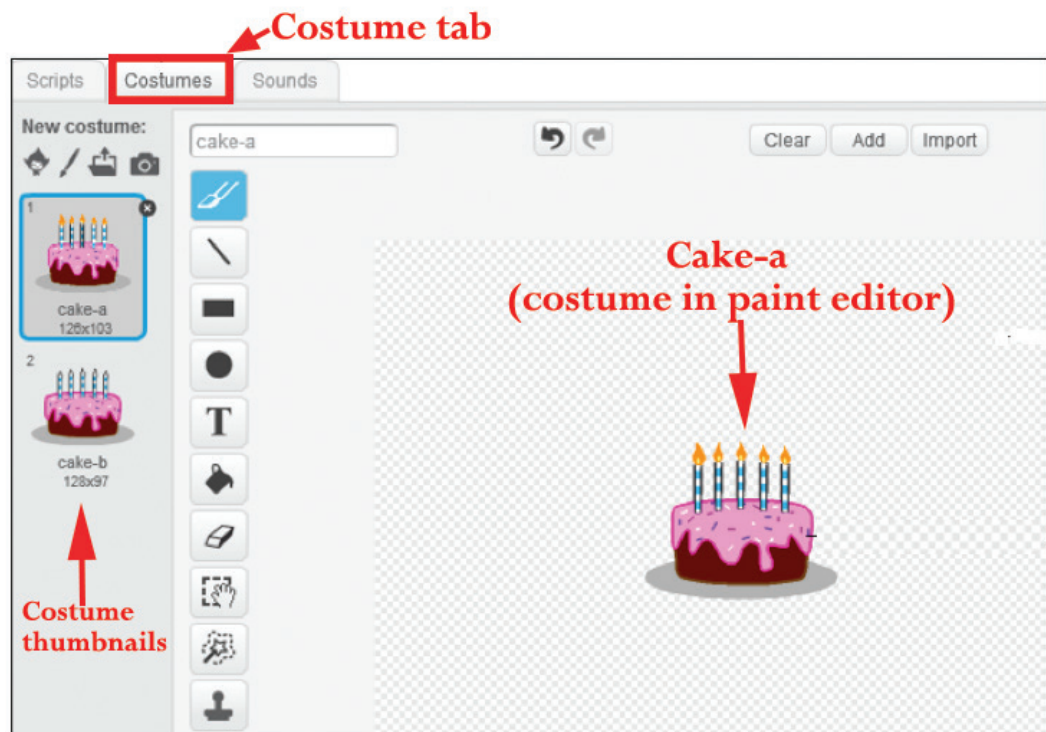 Costume tab
Scripts
Costumes
Sounds
New costume:
cake-a
Clear
Add
Import
1
cake-a
128x103
2
cake-b
128x97
Costume
thumbnails
T
Cake-a
(costume in paint editor)